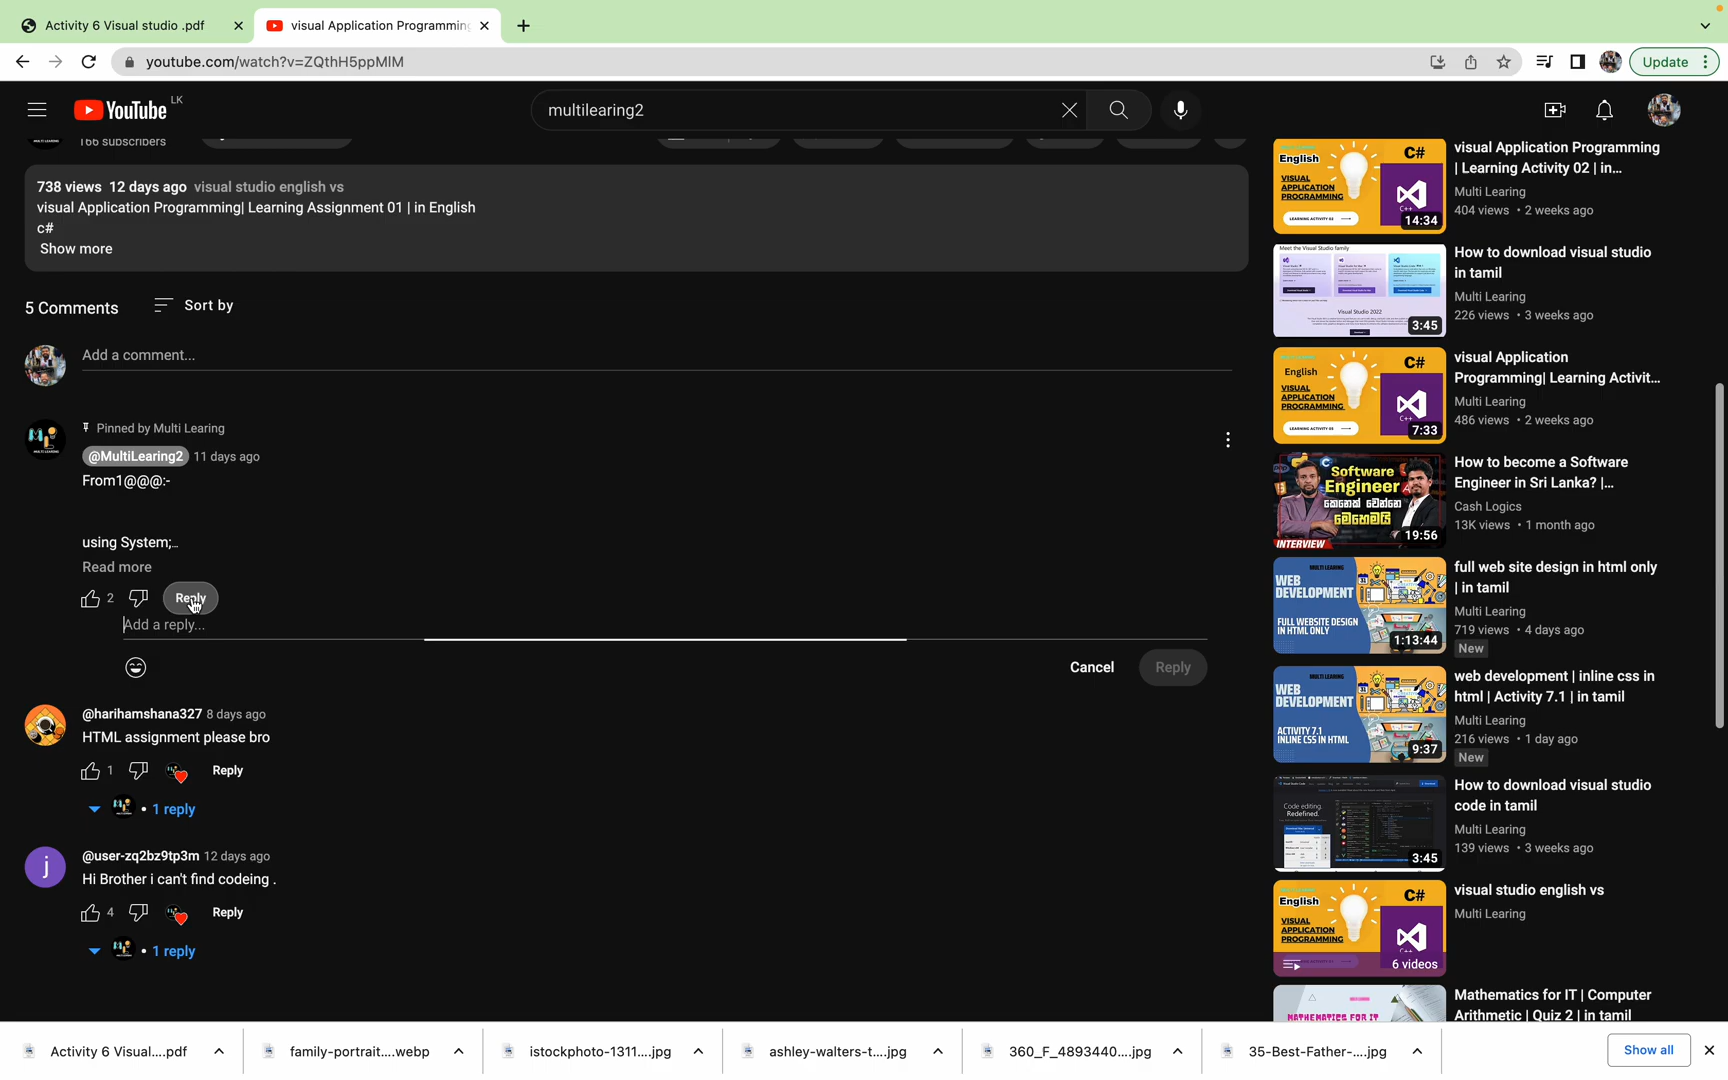 Activity 6 Visual studio .pdf
visual Application Programming
youtube.com/watch?v=ZQthH5ppMlM
Update
YouTube LK
multilearing2
166 subscribers
738 views 12 days ago visual studio english vs
visual Application Programming| Learning Assignment 01 | in English
c#
Show more
5 Comments Sort by
Add a comment...
Pinned by Multi Learing
@MultiLearing2 11 days ago
From1@@@:-
using System;...
Read more
2 Reply
Add a reply...
Cancel Reply
@harihamshana327 8 days ago
HTML assignment please bro
1 Reply
• 1 reply
j
@user-zq2bz9tp3m 12 days ago
Hi Brother i can't find codeing .
4 Reply
• 1 reply
English
C#
VISUAL
APPLICATION
PROGRAMMING
LEARNING ACTIVITY 02
C++
14:34
visual Application Programming
| Learning Activity 02 | in...
Multi Learing
404 views • 2 weeks ago
Meet the Visual Studio family
Visual Studio 2022
3:45
How to download visual studio
in tamil
Multi Learing
226 views • 3 weeks ago
English
C#
VISUAL
APPLICATION
PROGRAMMING
C++
7:33
visual Application
Programming| Learning Activit...
Multi Learing
486 views • 2 weeks ago
Software
Engineer
කෙනෙක් වෙන්නෙ
මෙහෙමයි
INTERVIEW
19:56
How to become a Software
Engineer in Sri Lanka? |...
Cash Logics
13K views • 1 month ago
MULTI LEARING
WEB
DEVELOPMENT
FULL WEBSITE DESIGN
IN HTML ONLY
1:13:44
full web site design in html only
| in tamil
Multi Learing
719 views • 4 days ago
New
MULTI LEARING
WEB
DEVELOPMENT
ACTIVITY 7.1
INLINE CSS IN HTML
9:37
web development | inline css in
html | Activity 7.1 | in tamil
Multi Learing
216 views • 1 day ago
New
Code editing.
Redefined.
3:45
How to download visual studio
code in tamil
Multi Learing
139 views • 3 weeks ago
English
C#
VISUAL
APPLICATION
PROGRAMMING
6 videos
visual studio english vs
Multi Learing
MATHEMATICS FOR IT
Mathematics for IT | Computer
Arithmetic | Quiz 2 | in tamil
Activity 6 Visual....pdf
family-portrait....webp
istockphoto-1311....jpg
ashley-walters-t....jpg
360_F_4893440....jpg
35-Best-Father-....jpg
Show all